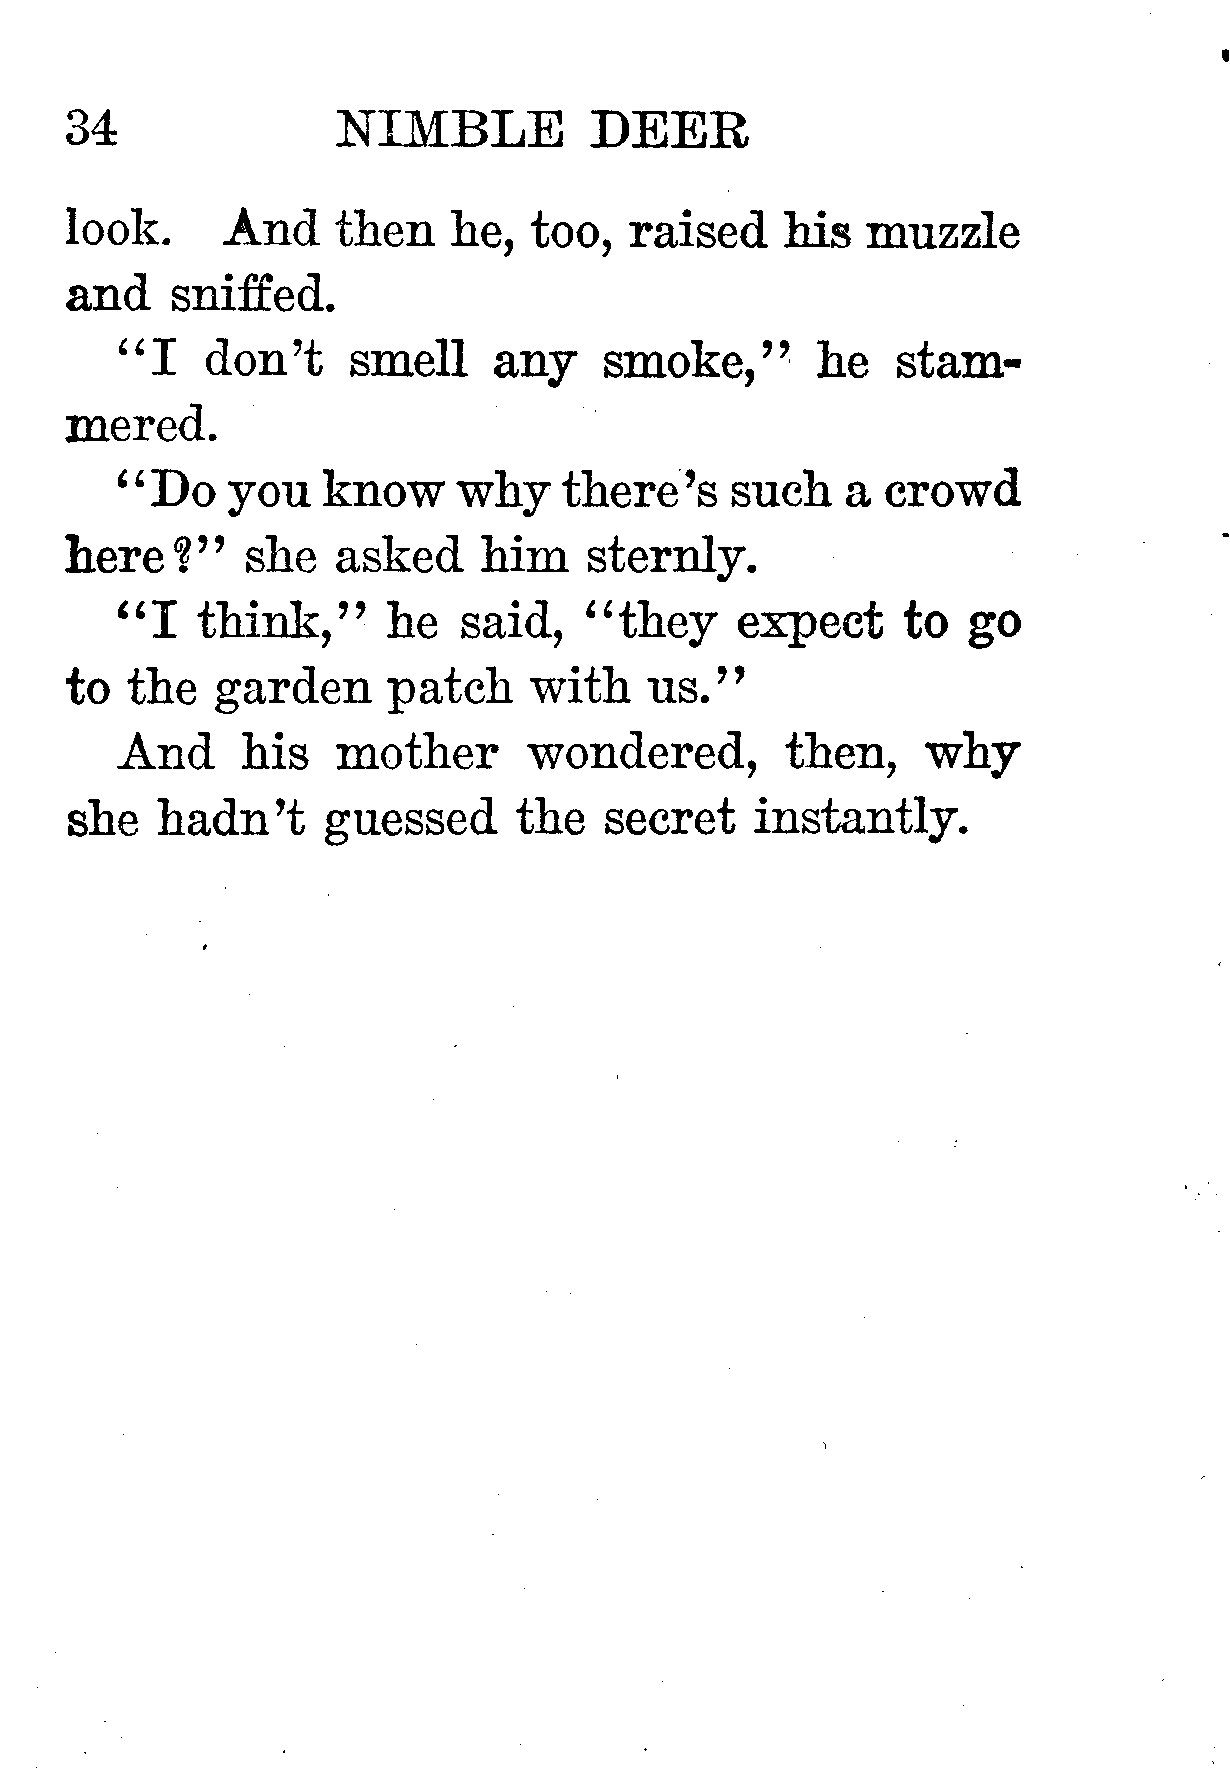 34 NIMBLE DEER
look. And then he, too, raised his muzzle
and sniffed.
"I don't smell any smoke," he stam-
mered.
"Do you know why there's such a crowd
here?" she asked him sternly.
"I think," he said, "they expect to go
to the garden patch with us."
And his mother wondered, then, why
she hadn't guessed the secret instantly.